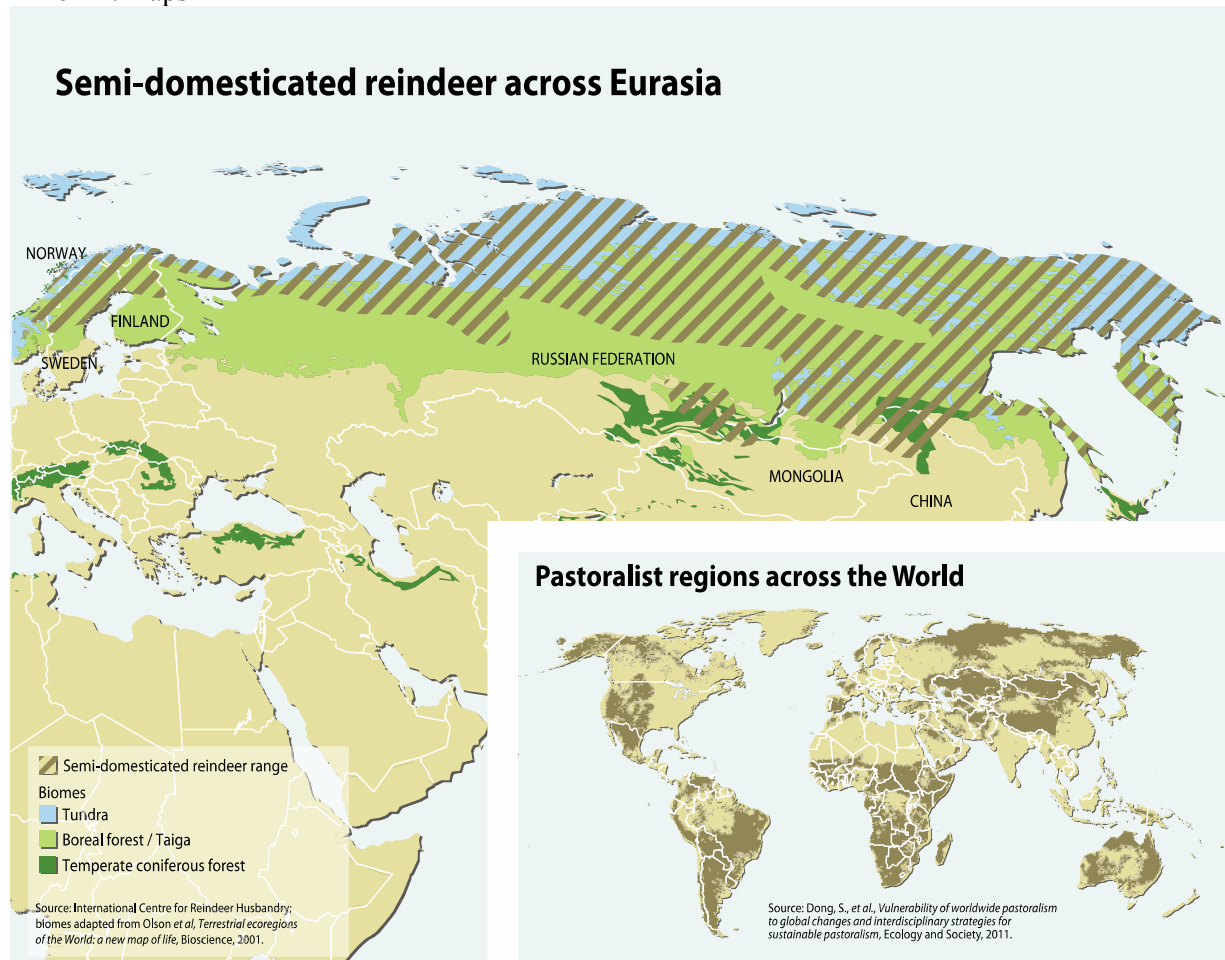 Semi-domesticated reindeer across Eurasia
NORWAY
FINLAND
SWEDEN
RUSSIAN FEDERATION
MONGOLIA
CHINA
Semi-domesticated reindeer range
Biomes
Tundra
Boreal forest / Taiga
Temperate coniferous forest
Source: International Centre for Reindeer Husbandry;
biomes adapted from Olson et al, Terrestrial ecoregions
of the World: a new map of life, Bioscience, 2001.
Pastoralist regions across the World
Source: Dong, S., et al., Vulnerability of worldwide pastoralism
to global changes and interdisciplinary strategies for
sustainable pastoralism, Ecology and Society, 2011.